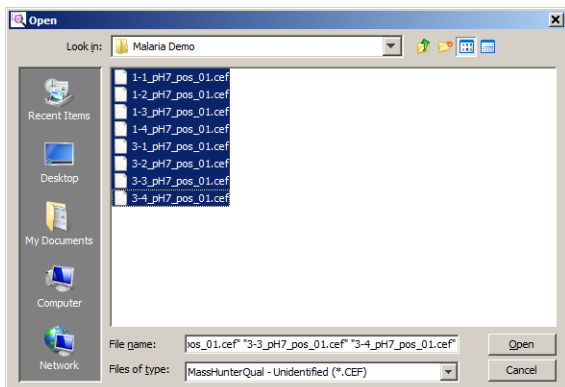 Open
Look in: Malaria Demo
1-1_pH7_pos_01.cef
1-2_pH7_pos_01.cef
1-3_pH7_pos_01.cef
1-4_pH7_pos_01.cef
3-1_pH7_pos_01.cef
3-2_pH7_pos_01.cef
3-3_pH7_pos_01.cef
3-4_pH7_pos_01.cef
Recent Items
Desktop
My Documents
Computer
Network
File name: pos_01.cef" "3-3_pH7_pos_01.cef" "3-4_pH7_pos_01.cef" Open
Files of type: MassHunterQual - Unidentified (*.CEF) Cancel